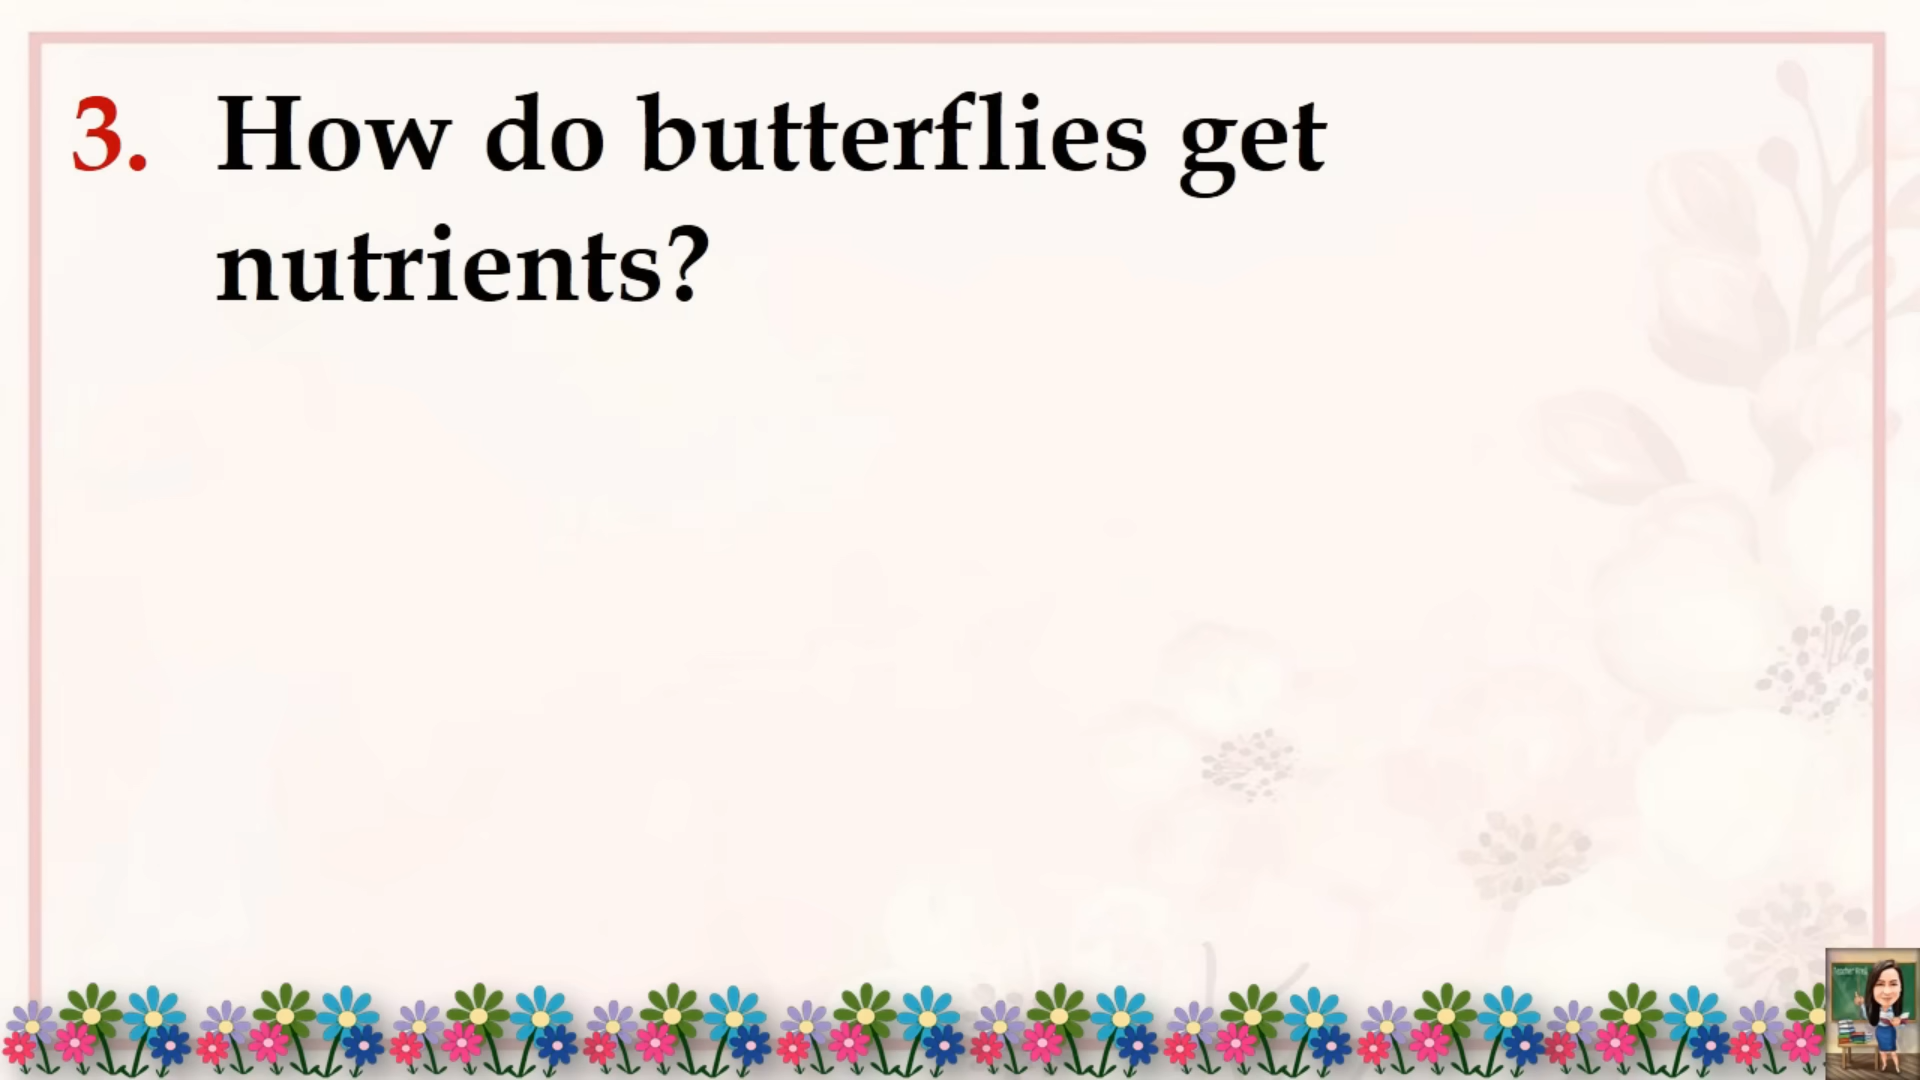 3. How do butterflies get
nutrients?